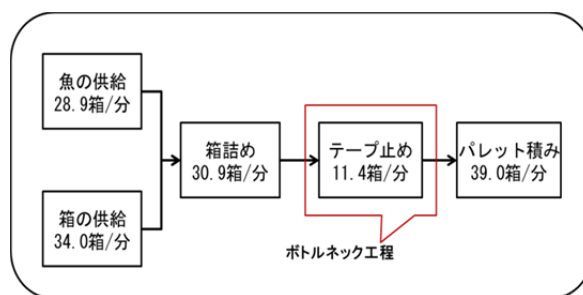 魚の供給
28.9箱/分
箱の供給
34.0箱/分
箱詰め
30.9箱/分
テープ止め
11.4箱/分
パレット積み
39.0箱/分
ボトルネック工程